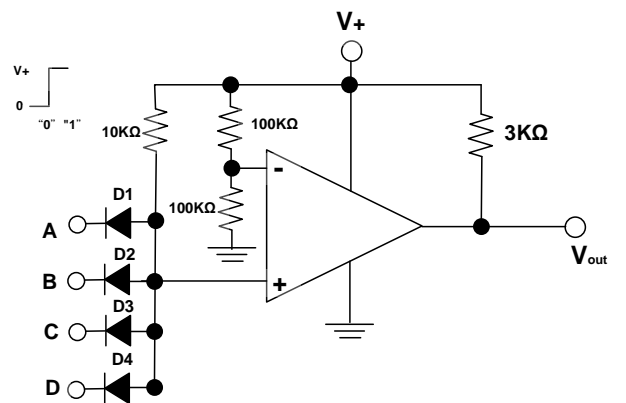 V+
V+
0
"0" "1"
10KΩ
100KΩ
3KΩ
-
100KΩ
D1
A
D2
B
+
Vout
D3
C
D4
D